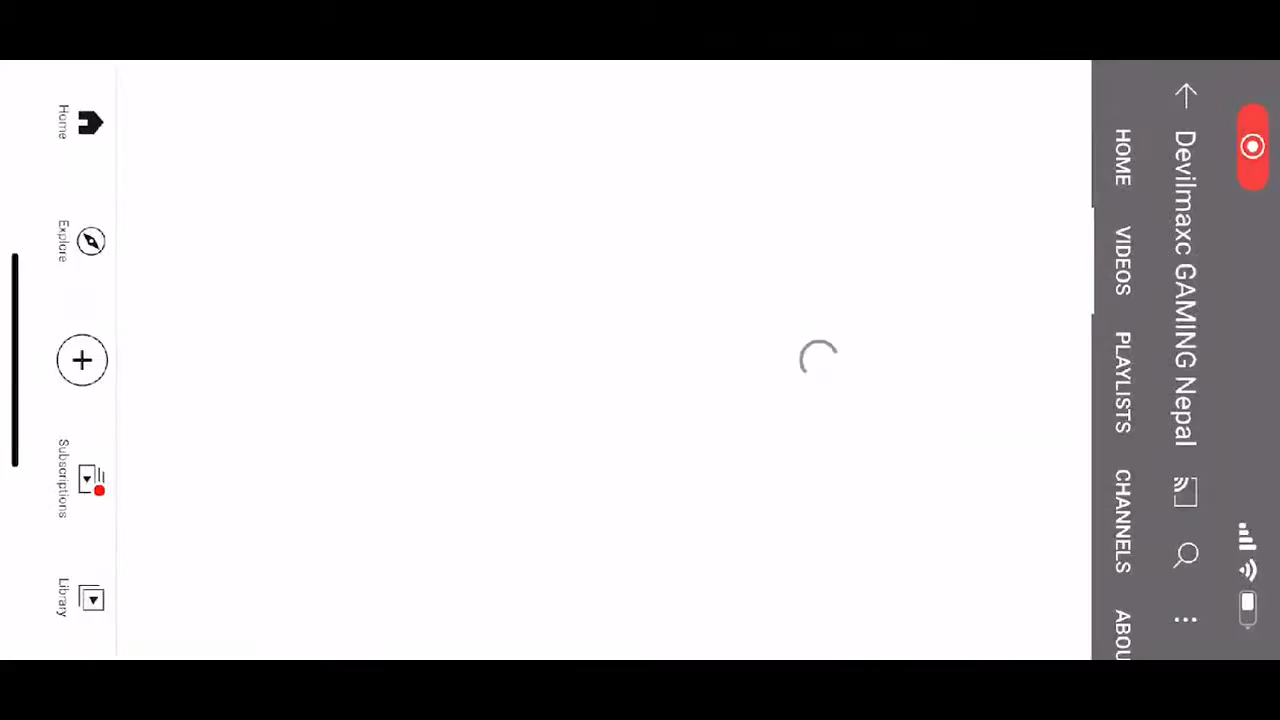 Devilmaxc GAMING Nepal
HOME VIDEOS PLAYLISTS CHANNELS ABOU
Home Explore Subscriptions Library